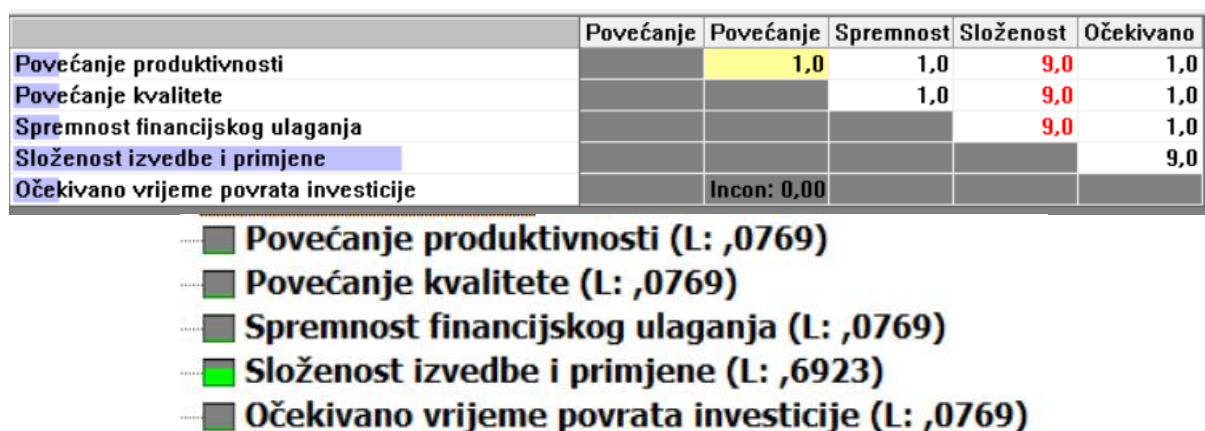 Povećanje Povećanje Spremnost Složenost Očekivano
Povećanje produktivnosti 1,0 1,0 9,0 1,0
Povećanje kvalitete 1,0 9,0 1,0
Spremnost financijskog ulaganja 9,0 1,0
Složenost izvedbe i primjene 9,0
Očekivano vrijeme povrata investicije Incon: 0,00
Povećanje produktivnosti (L: ,0769)
Povećanje kvalitete (L: ,0769)
Spremnost financijskog ulaganja (L: ,0769)
Složenost izvedbe i primjene (L: ,6923)
Očekivano vrijeme povrata investicije (L: ,0769)